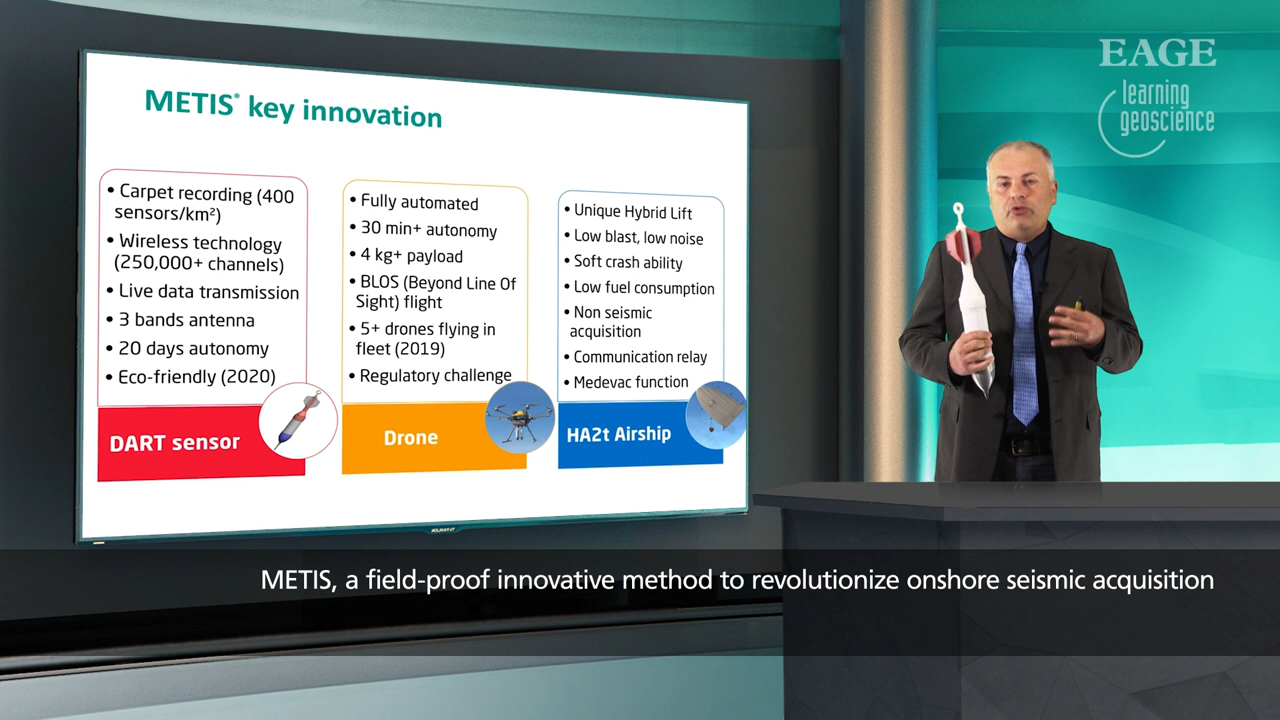 EAGE
learning
geoscience
METIS® key innovation
• Carpet recording (400
sensors/km²)
• Wireless technology
(250,000+ channels)
• Live data transmission
• 3 bands antenna
• 20 days autonomy
• Eco-friendly (2020)
DART sensor
• Fully automated
• 30 min+ autonomy
• 4 kg+ payload
• BLOS (Beyond Line Of
Sight) flight
• 5+ drones flying in
fleet (2019)
• Regulatory challenge
Drone
• Unique Hybrid Lift
• Low blast, low noise
• Soft crash ability
• Low fuel consumption
• Non seismic
acquisition
• Communication relay
• Medevac function
HA2t Airship
METIS, a field-proof innovative method to revolutionize onshore seismic acquisition